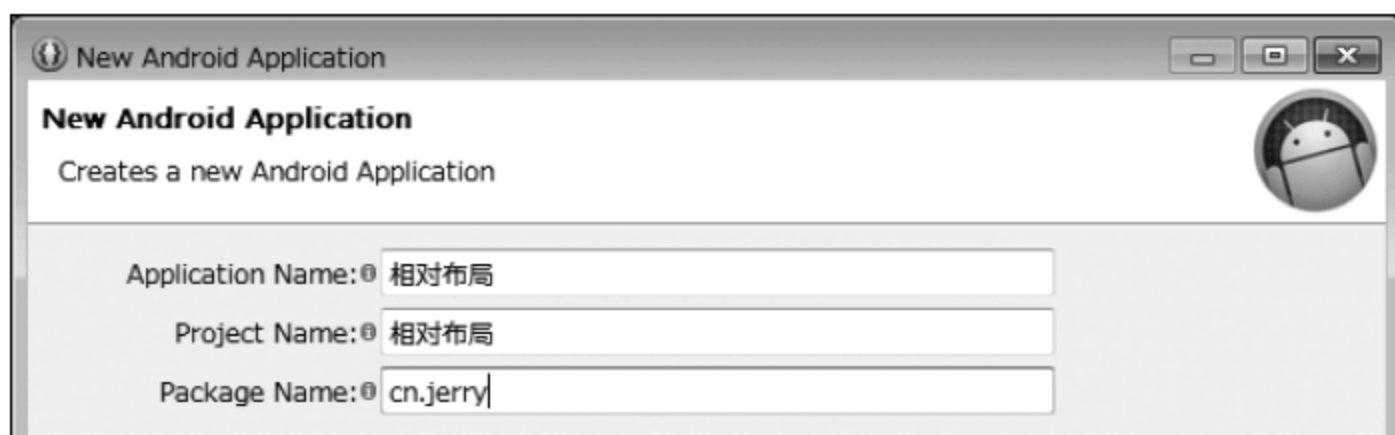 New Android Application
New Android Application
Creates a new Android Application
Application Name: 相对布局
Project Name: 相对布局
Package Name: cn.jerry